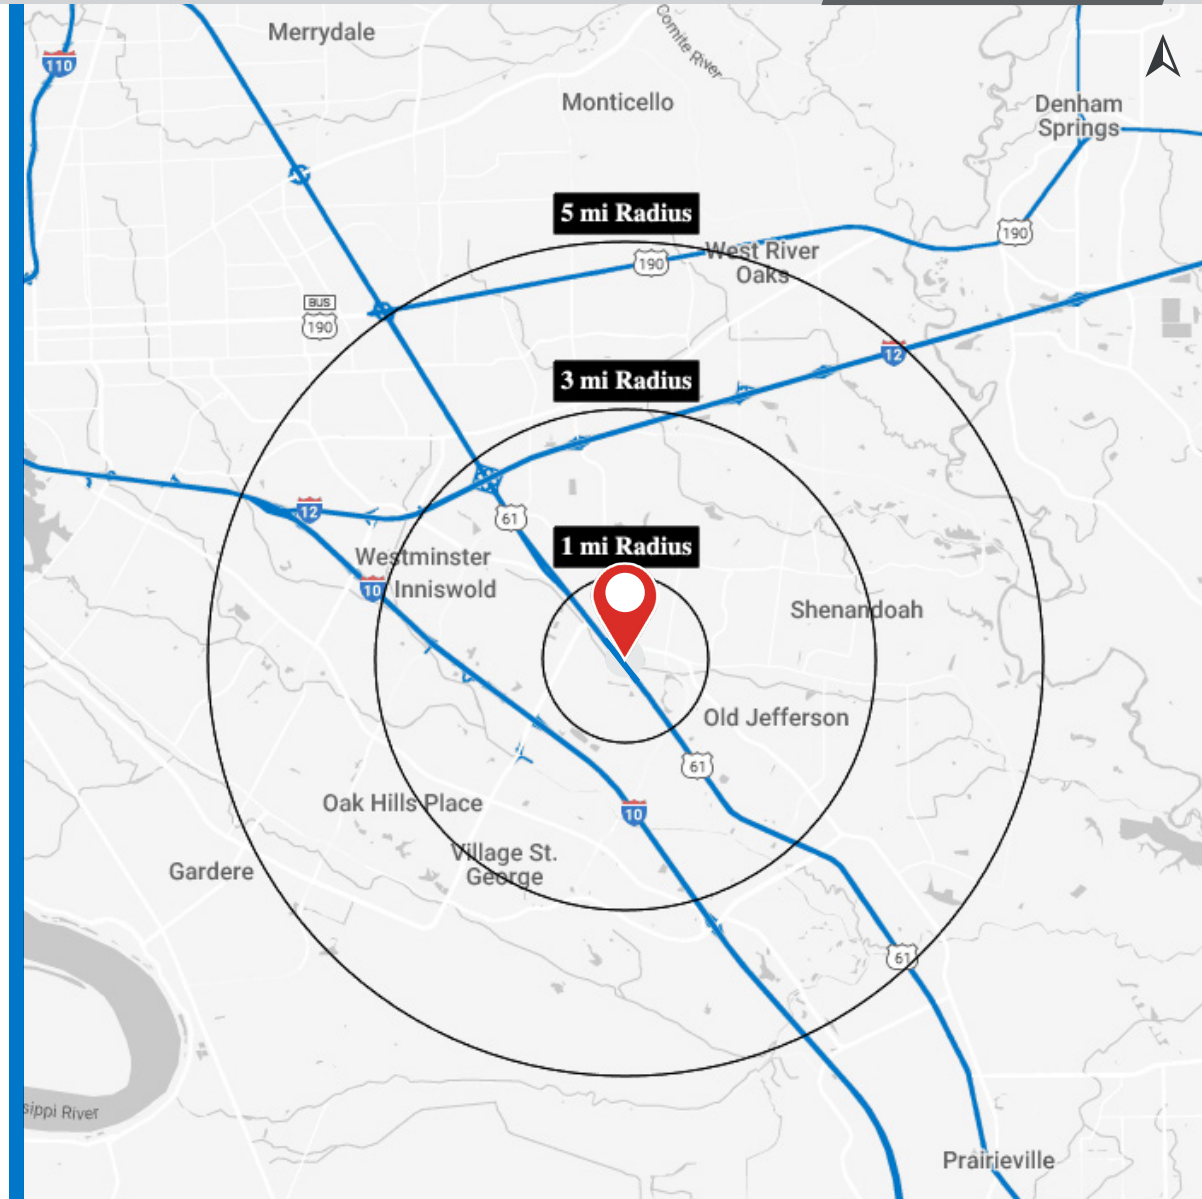 Merrydale
Comite River
110
Monticello
Denham
Springs
5 mi Radius
190
West River
Oaks
190
BUS
190
12
3 mi Radius
12
61
1 mi Radius
Westminster
10
Inniswold
Shenandoah
Old Jefferson
61
Oak Hills Place
10
Village St.
George
Gardere
61
sippi River
Prairieville